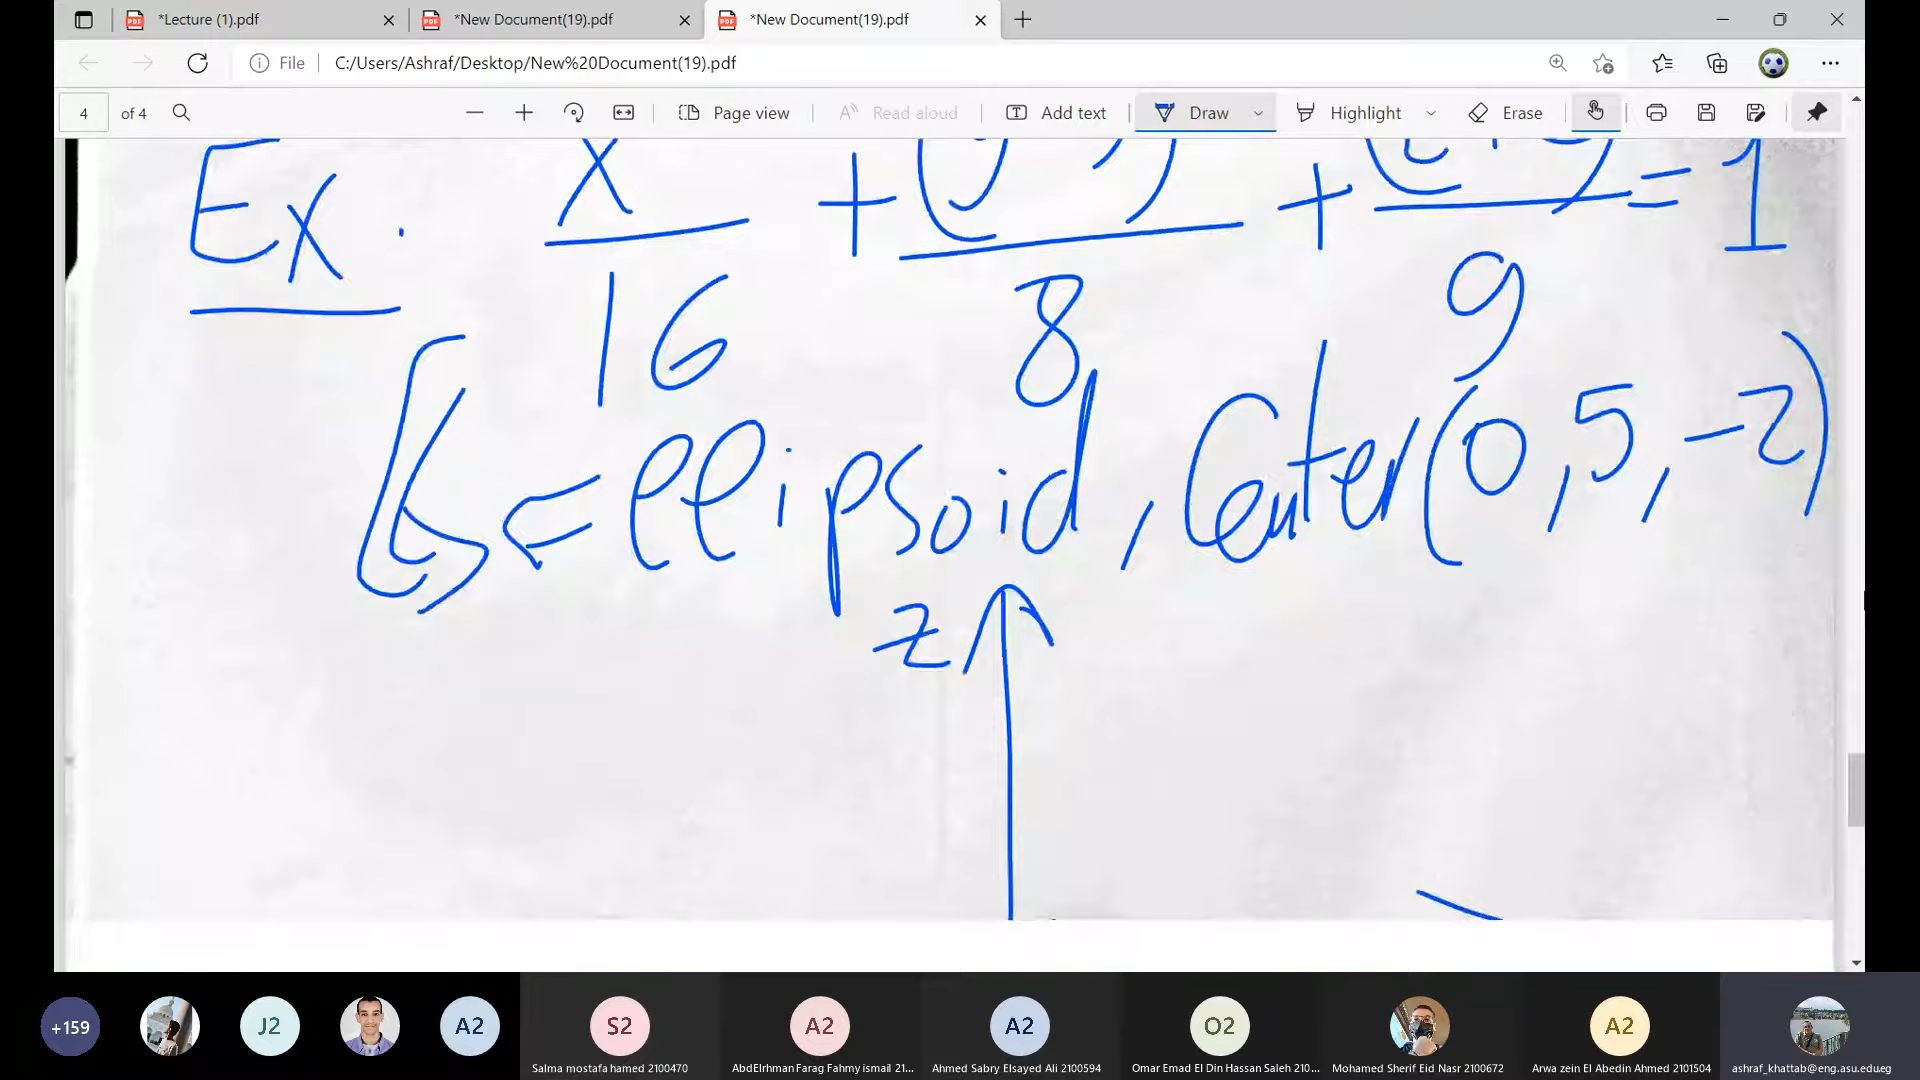 *Lecture (1).pdf
*New Document(19).pdf
*New Document(19).pdf
File
C:/Users/Ashraf/Desktop/New%20Document(19).pdf
4 of 4
Page view
Read aloud
Add text
Draw
Highlight
Erase
Ex. x/16 + /8 + /9 = 1
ellipsoid, Center(0,5,-2)
z
+159
J2
A2
S2
A2
A2
O2
A2
Salma mostafa hamed 2100470
AbdElrhman Farag Fahmy ismail 21...
Ahmed Sabry Elsayed Ali 2100594
Omar Emad El Din Hassan Saleh 210...
Mohamed Sherif Eid Nasr 2100672
Arwa zein El Abedin Ahmed 2101504
ashraf_khattab@eng.asu.edu.eg